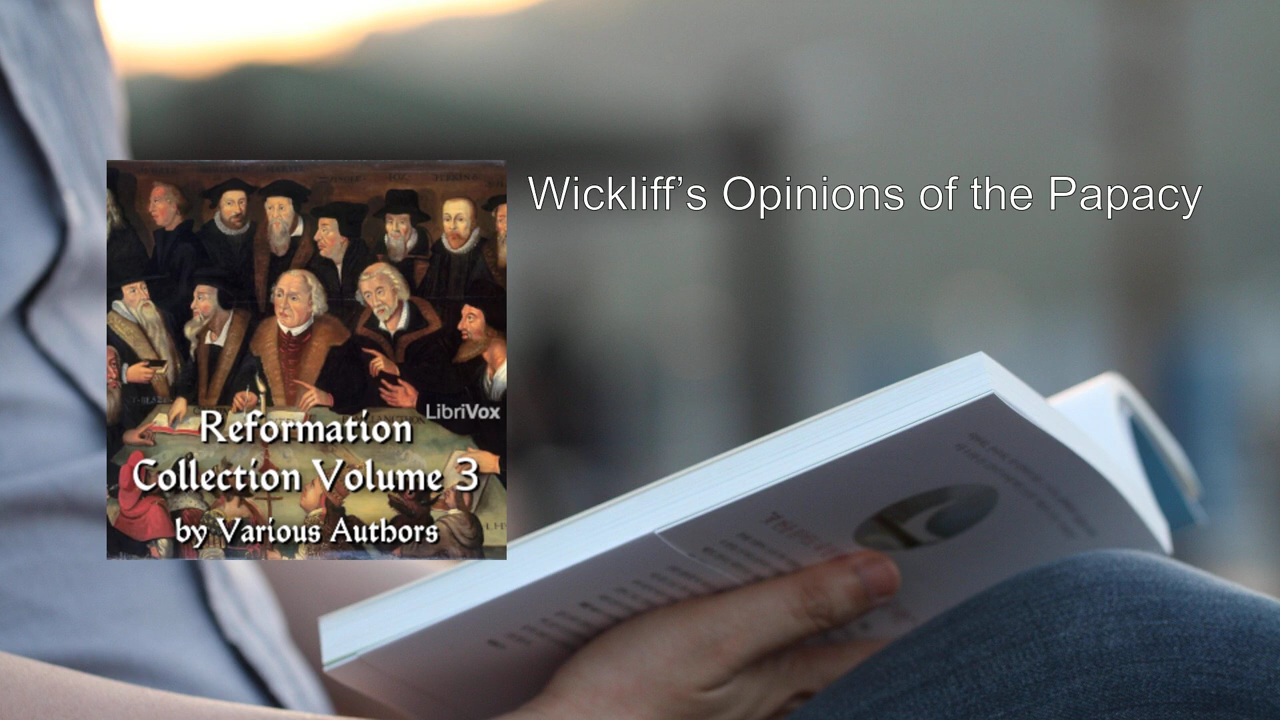 Wickliff’s Opinions of the Papacy
LibriVox
Reformation
Collection Volume 3
by Various Authors